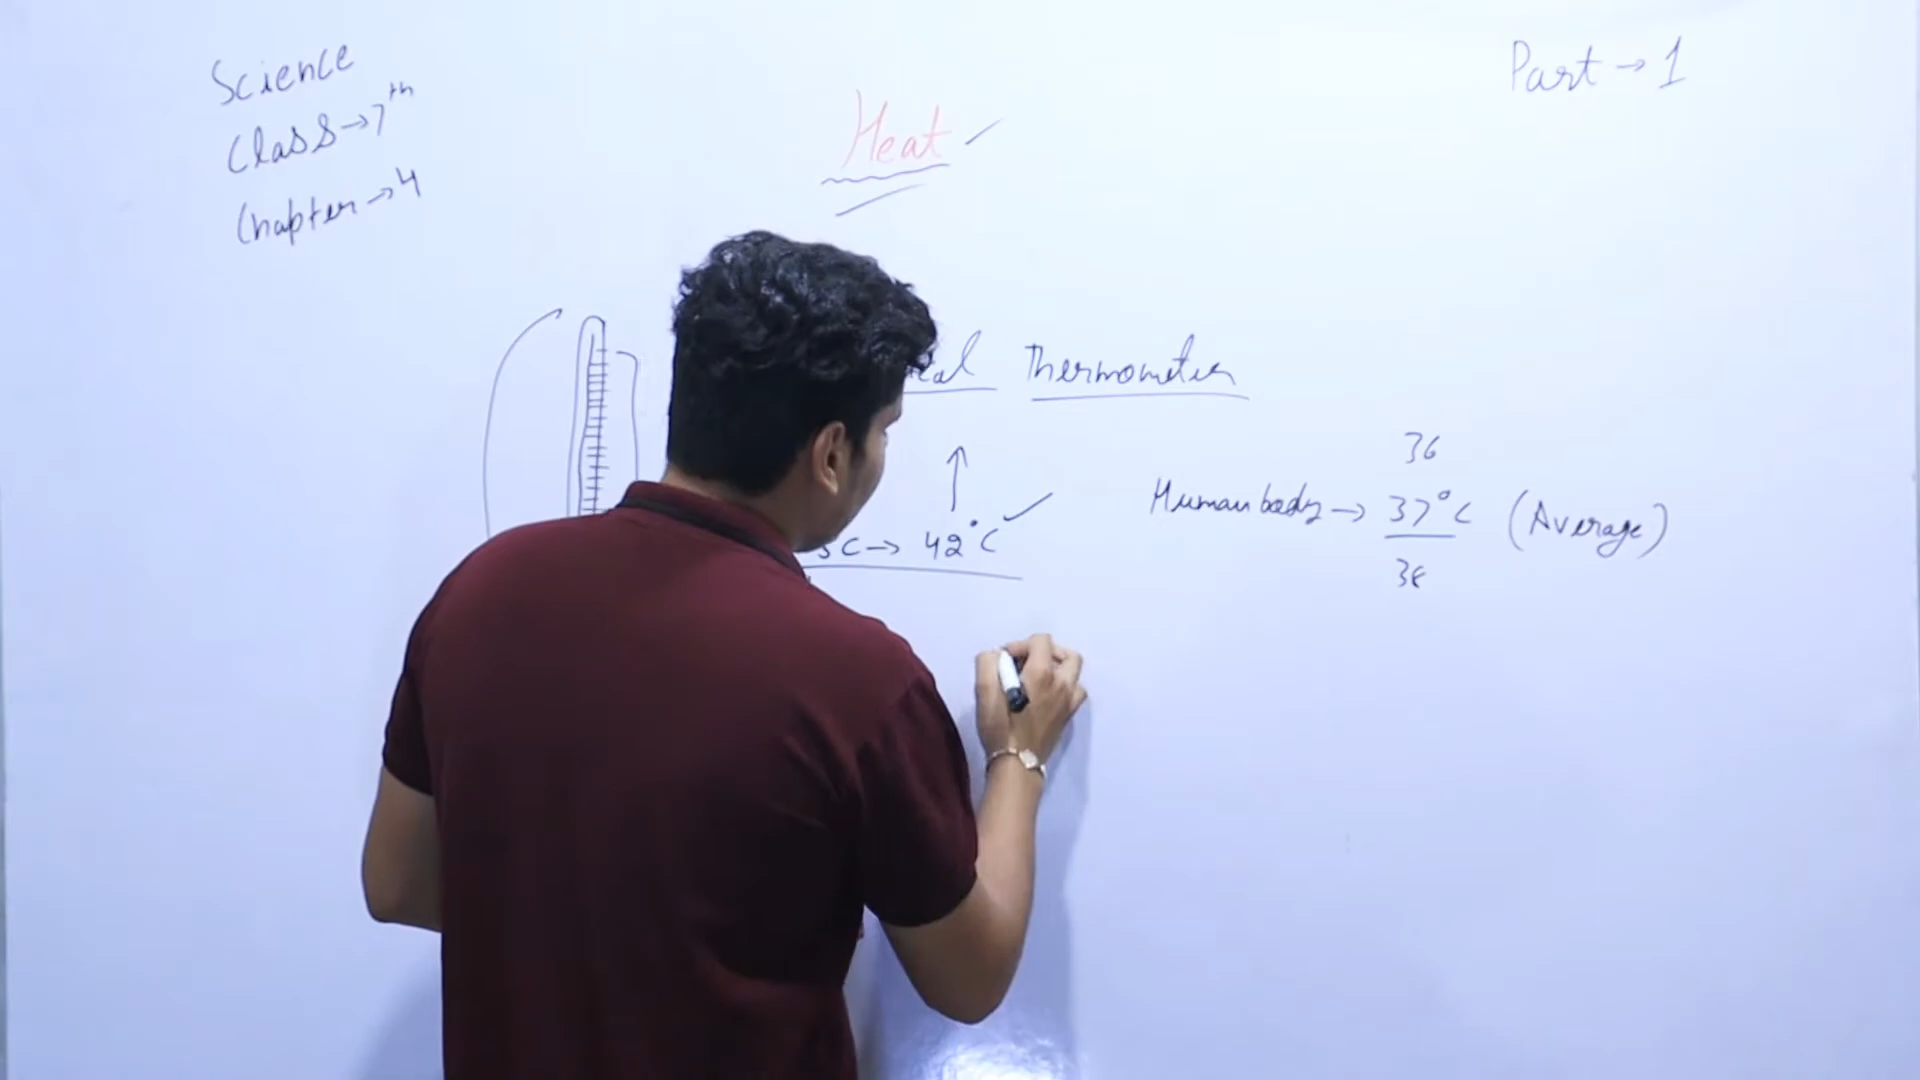 Science
Class→7th
Chapter→4
Part→1
Heat
Thermometer
→ 42°C
36
Human body→ 37°C (Average)
38